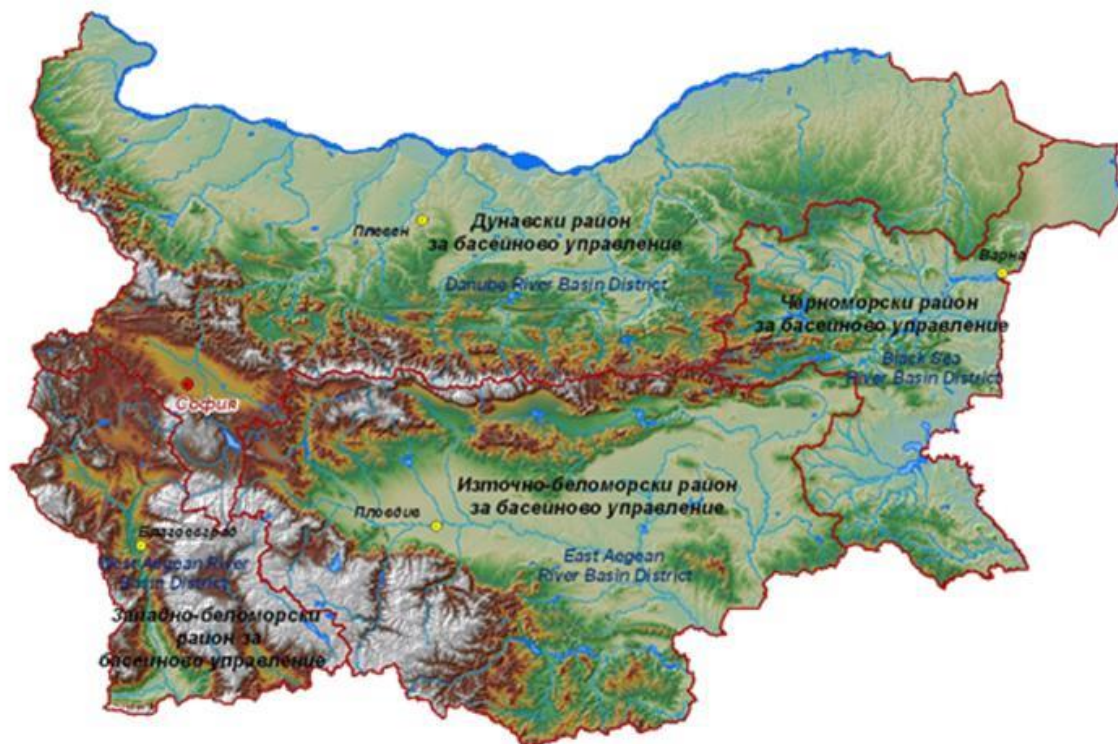 Дунавски район
за басейново управление
Плевен
Danube River Basin District
Варна
Черноморски район
за басейново управление
Black Sea
River Basin District
София
Източно-беломорски район
за басейново управление
Пловдив
Благоевград
East Aegean
River Basin District
West Aegean River
Basin District
Западно-беломорски
район за
басейново управление